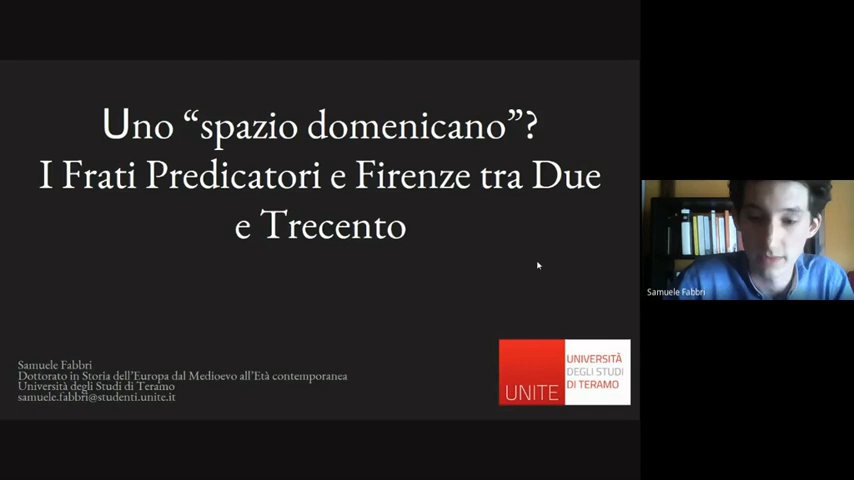 Uno “spazio domenicano”?
I Frati Predicatori e Firenze tra Due
e Trecento
Samuele Fabbri
Dottorato in Storia dell'Europa dal Medioevo all'Età contemporanea
Università degli Studi di Teramo
samuele.fabbri@studenti.unite.it
UNITE
UNIVERSITÀ
DEGLI STUDI
DI TERAMO
Samuele Fabbri